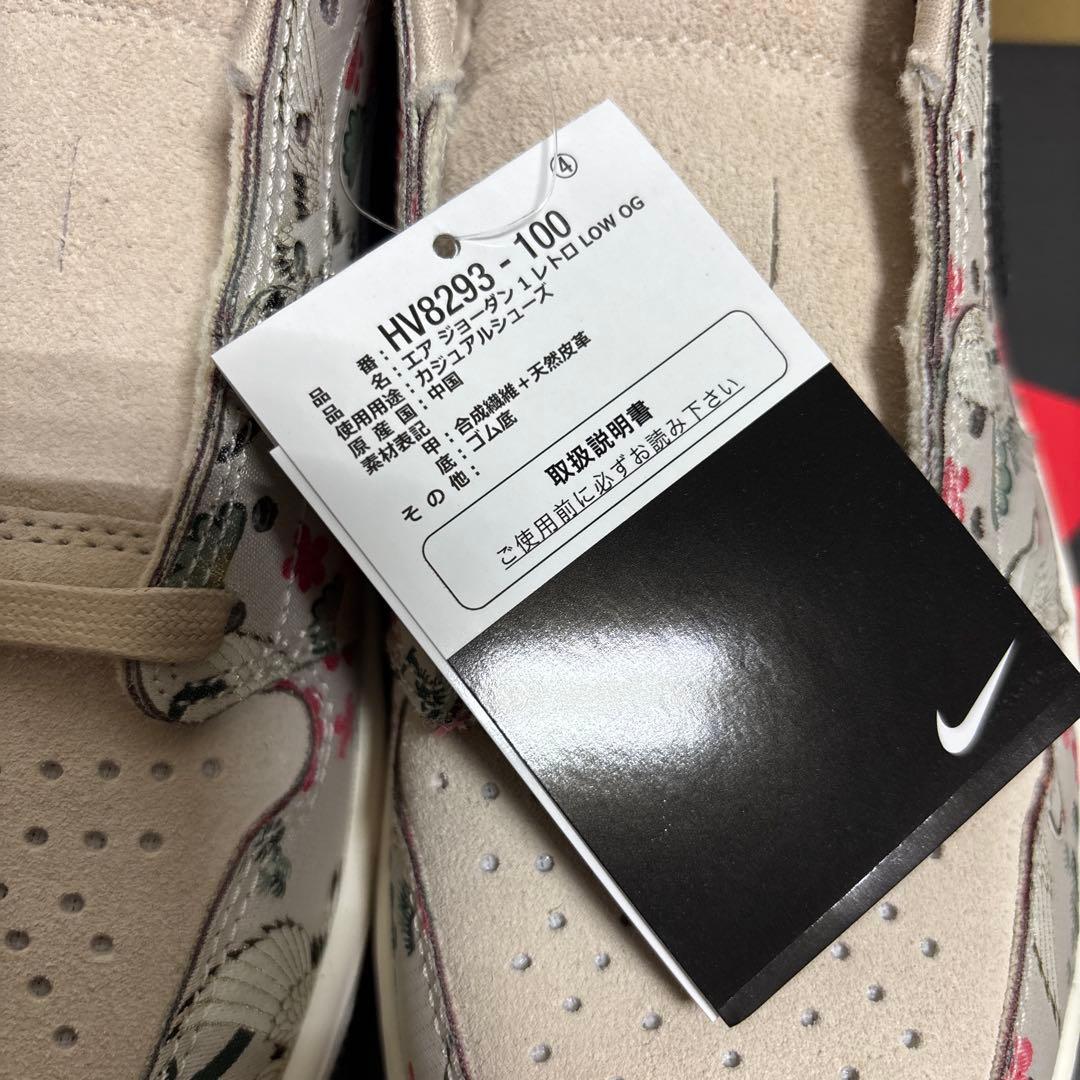 ④
品番：HV8293 - 100
品名：エア ジョーダン 1 レトロ LOW OG
使用用途：カジュアルシューズ
原産国：中国
素材表記
甲：合成繊維＋天然皮革
底：ゴム底
その他：
取扱説明書
ご使用前に必ずお読み下さい